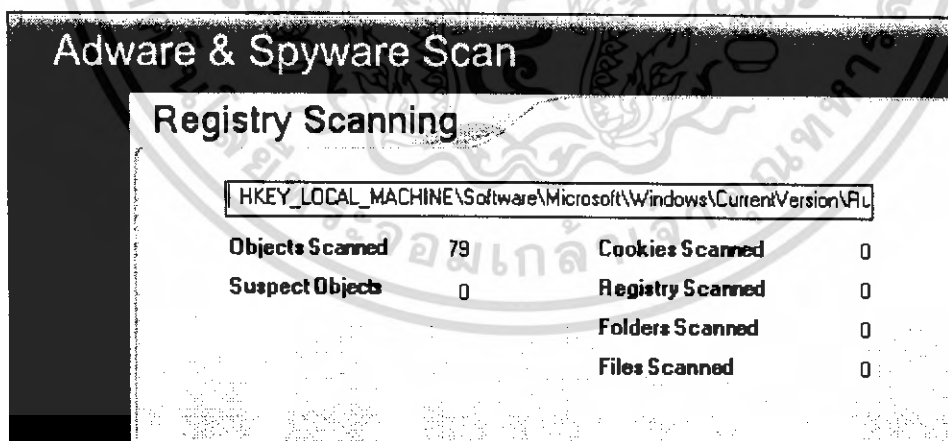 Adware & Spyware Scan
Registry Scanning
HKEY_LOCAL_MACHINE\Software\Microsoft\Windows\CurrentVersion\Ru
Objects Scanned 79 Cookies Scanned 0
Suspect Objects 0 Registry Scanned 0
Folders Scanned 0
Files Scanned 0